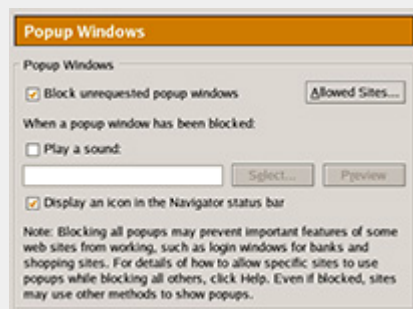 Popup Windows
Popup Windows
Block unrequested popup windows
Allowed Sites...
When a popup window has been blocked:
Play a sound:
Select...
Preview
Display an icon in the Navigator status bar
Note: Blocking all popups may prevent important features of some
web sites from working, such as login windows for banks and
shopping sites. For details of how to allow specific sites to use
popups while blocking all others, click Help. Even if blocked, sites
may use other methods to show popups.